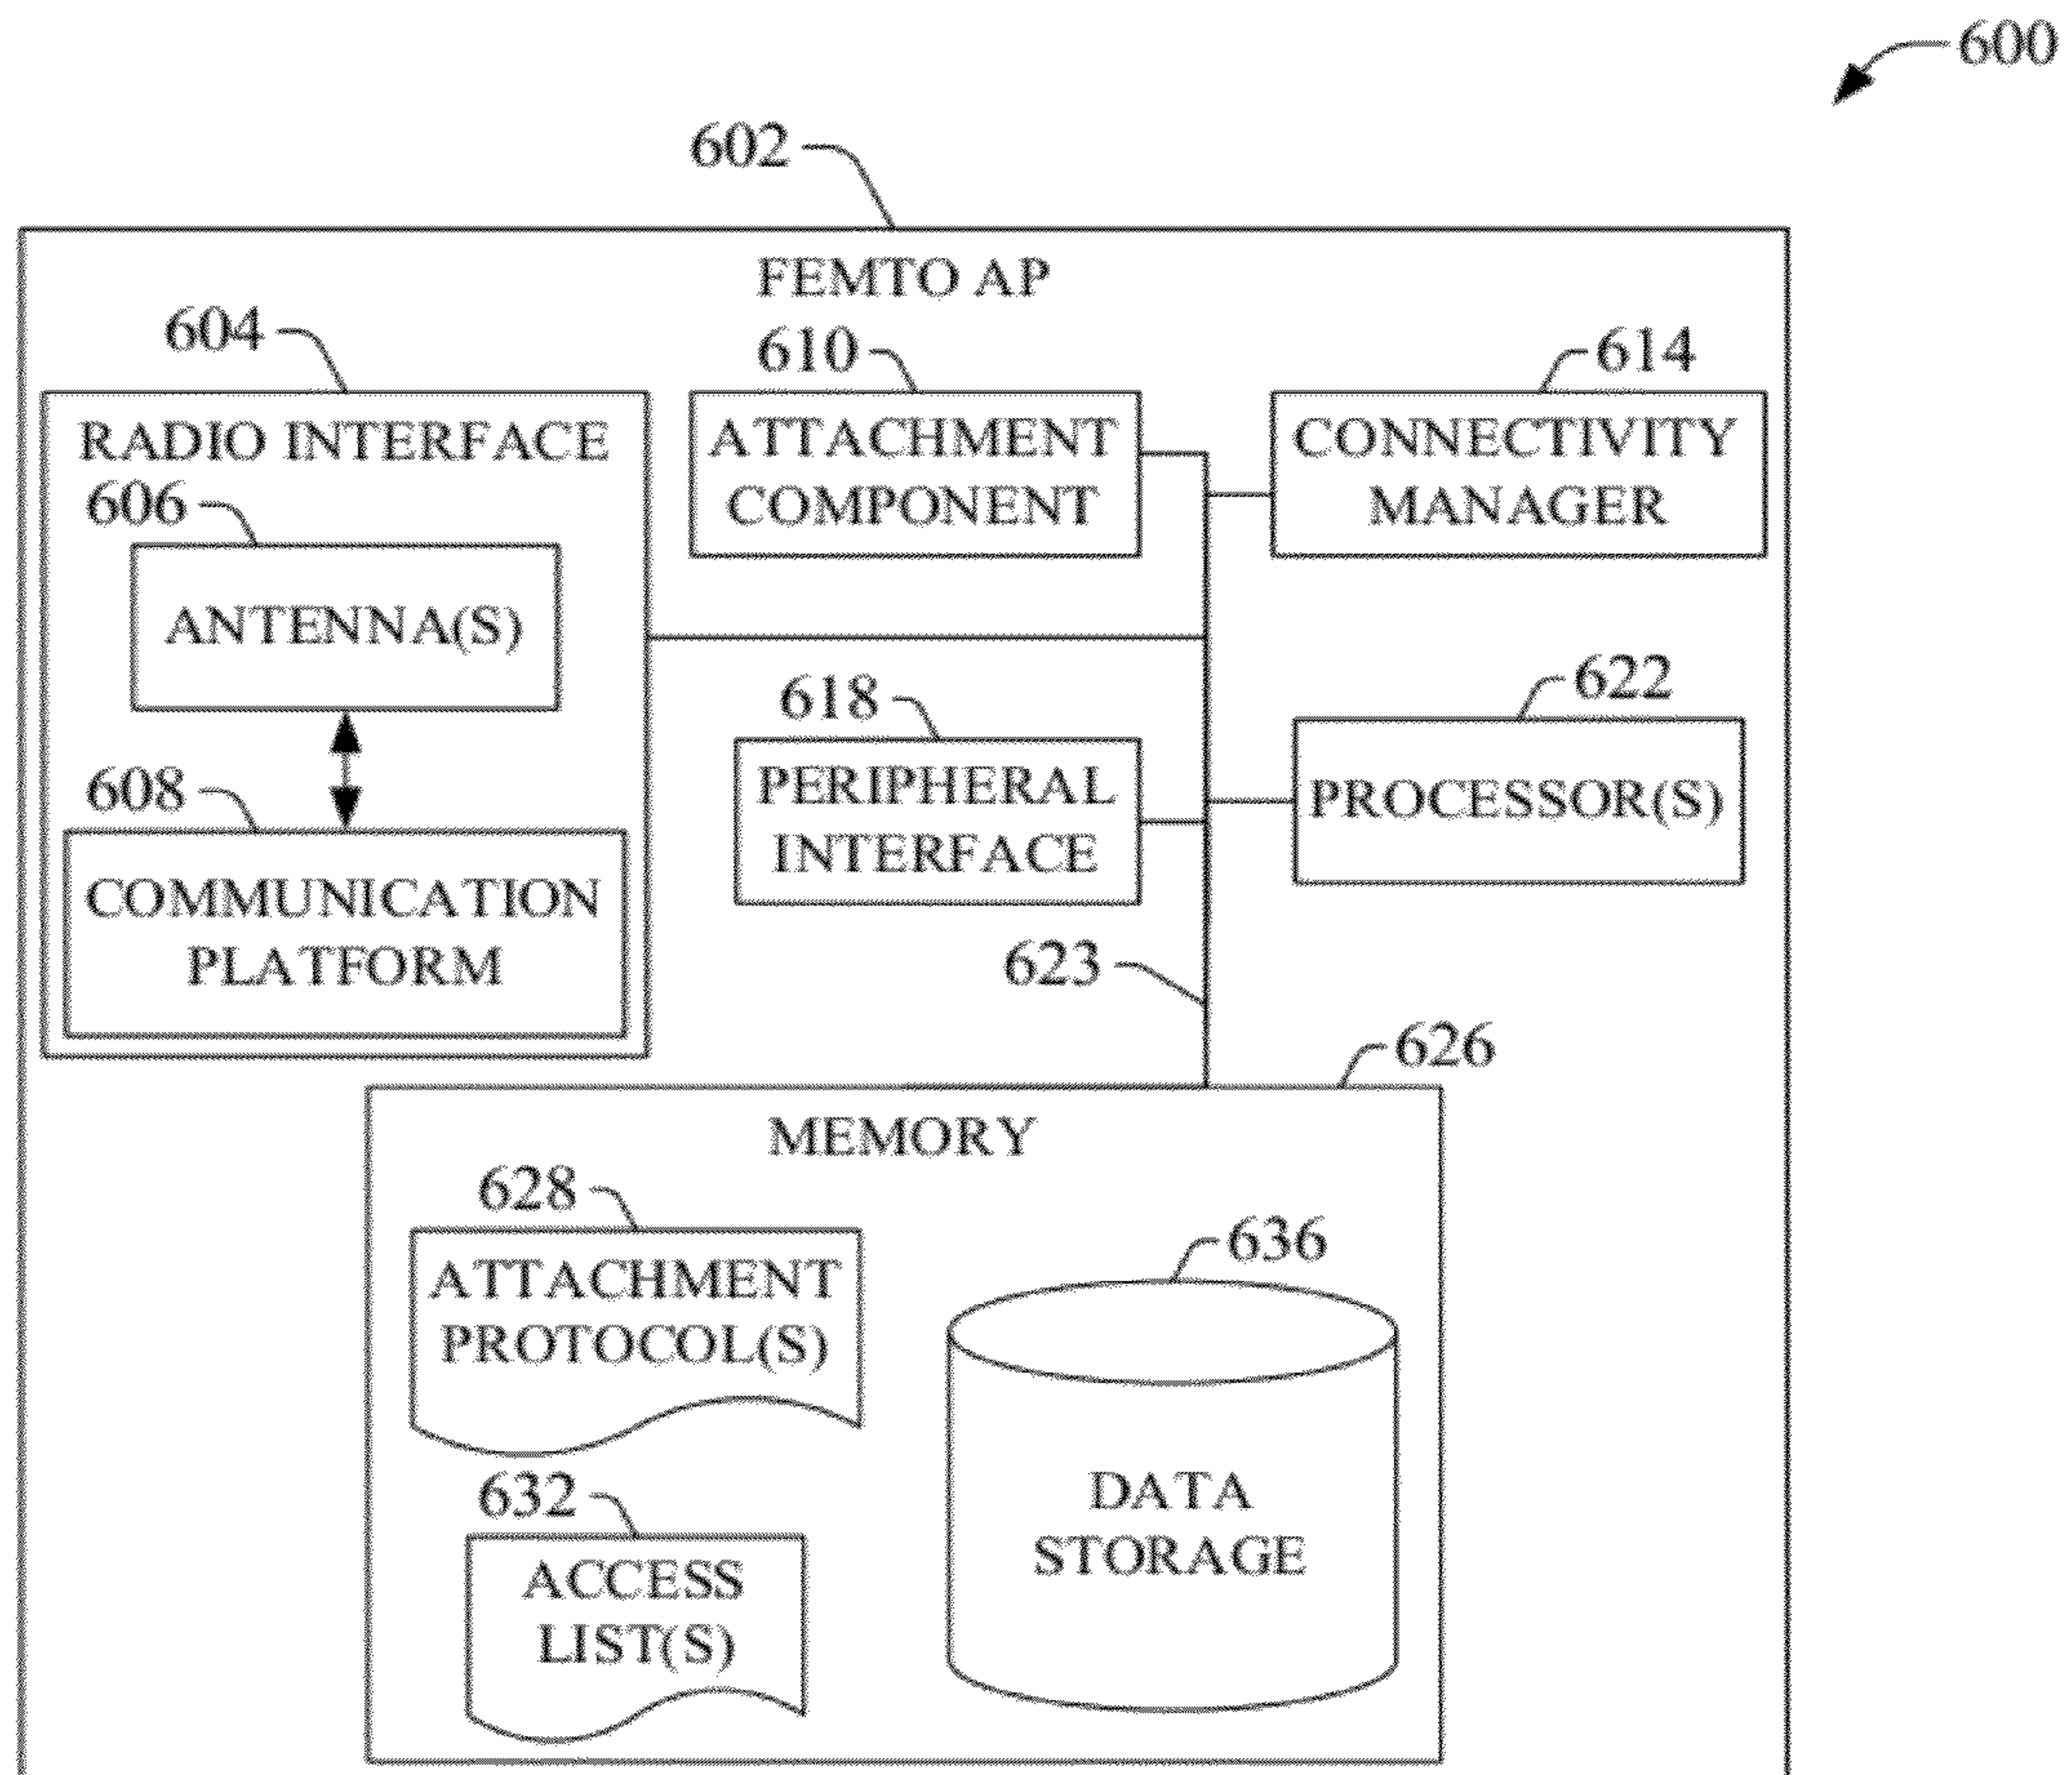 600
602
FEMTO AP
604
610
614
RADIO INTERFACE
ATTACHMENT
COMPONENT
CONNECTIVITY
MANAGER
606
ANTENNA(S)
618
622
PERIPHERAL
INTERFACE
PROCESSOR(S)
608
COMMUNICATION
PLATFORM
623
626
MEMORY
628
ATTACHMENT
PROTOCOL(S)
636
DATA
STORAGE
632
ACCESS
LIST(S)